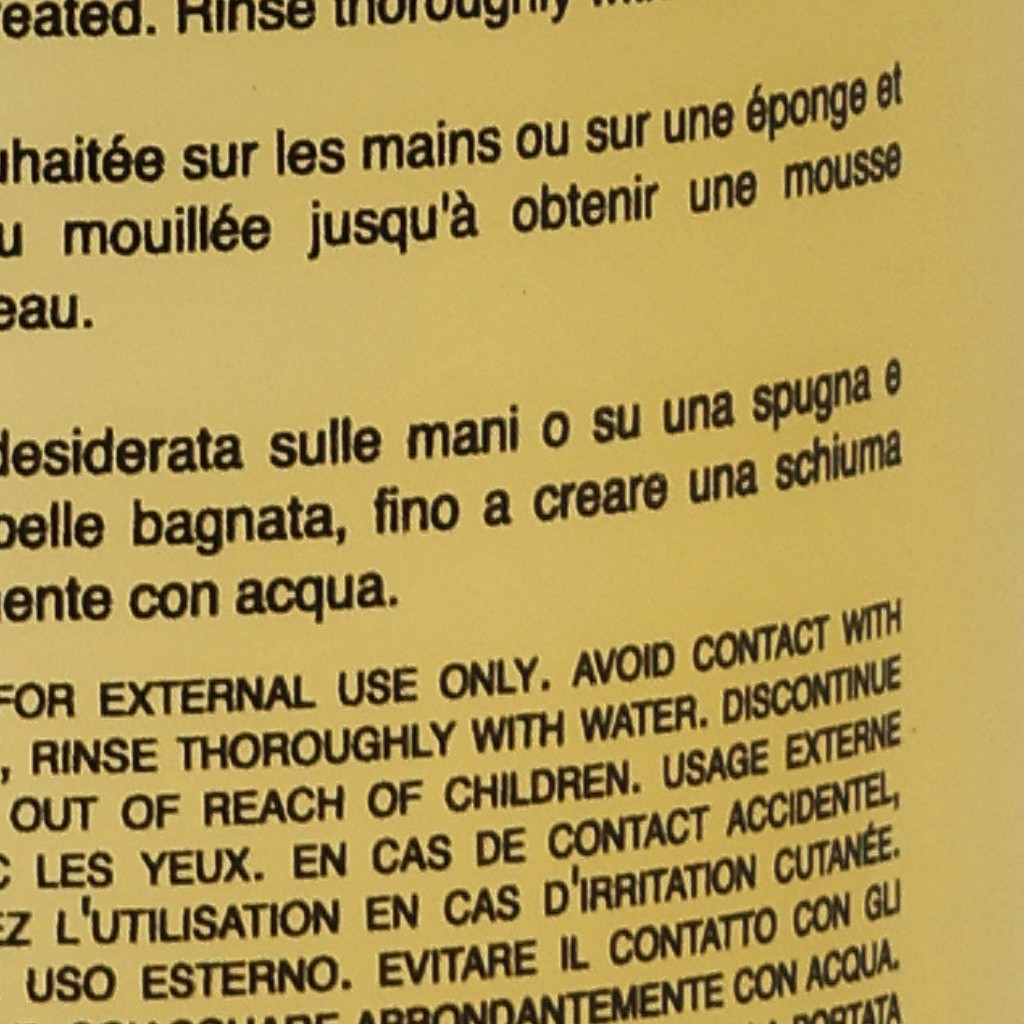 eated. Rinse thoroughly
uhaitée sur les mains ou sur une éponge et
u mouillée jusqu'à obtenir une mousse
eau.
desiderata sulle mani o su una spugna e
pelle bagnata, fino a creare una schiuma
ente con acqua.
FOR EXTERNAL USE ONLY. AVOID CONTACT WITH
, RINSE THOROUGHLY WITH WATER. DISCONTINUE
OUT OF REACH OF CHILDREN. USAGE EXTERNE
C LES YEUX. EN CAS DE CONTACT ACCIDENTEL,
EZ L'UTILISATION EN CAS D'IRRITATION CUTANÉE.
USO ESTERNO. EVITARE IL CONTATTO CON GLI
ABBONDANTEMENTE CON ACQUA.
PORTATA